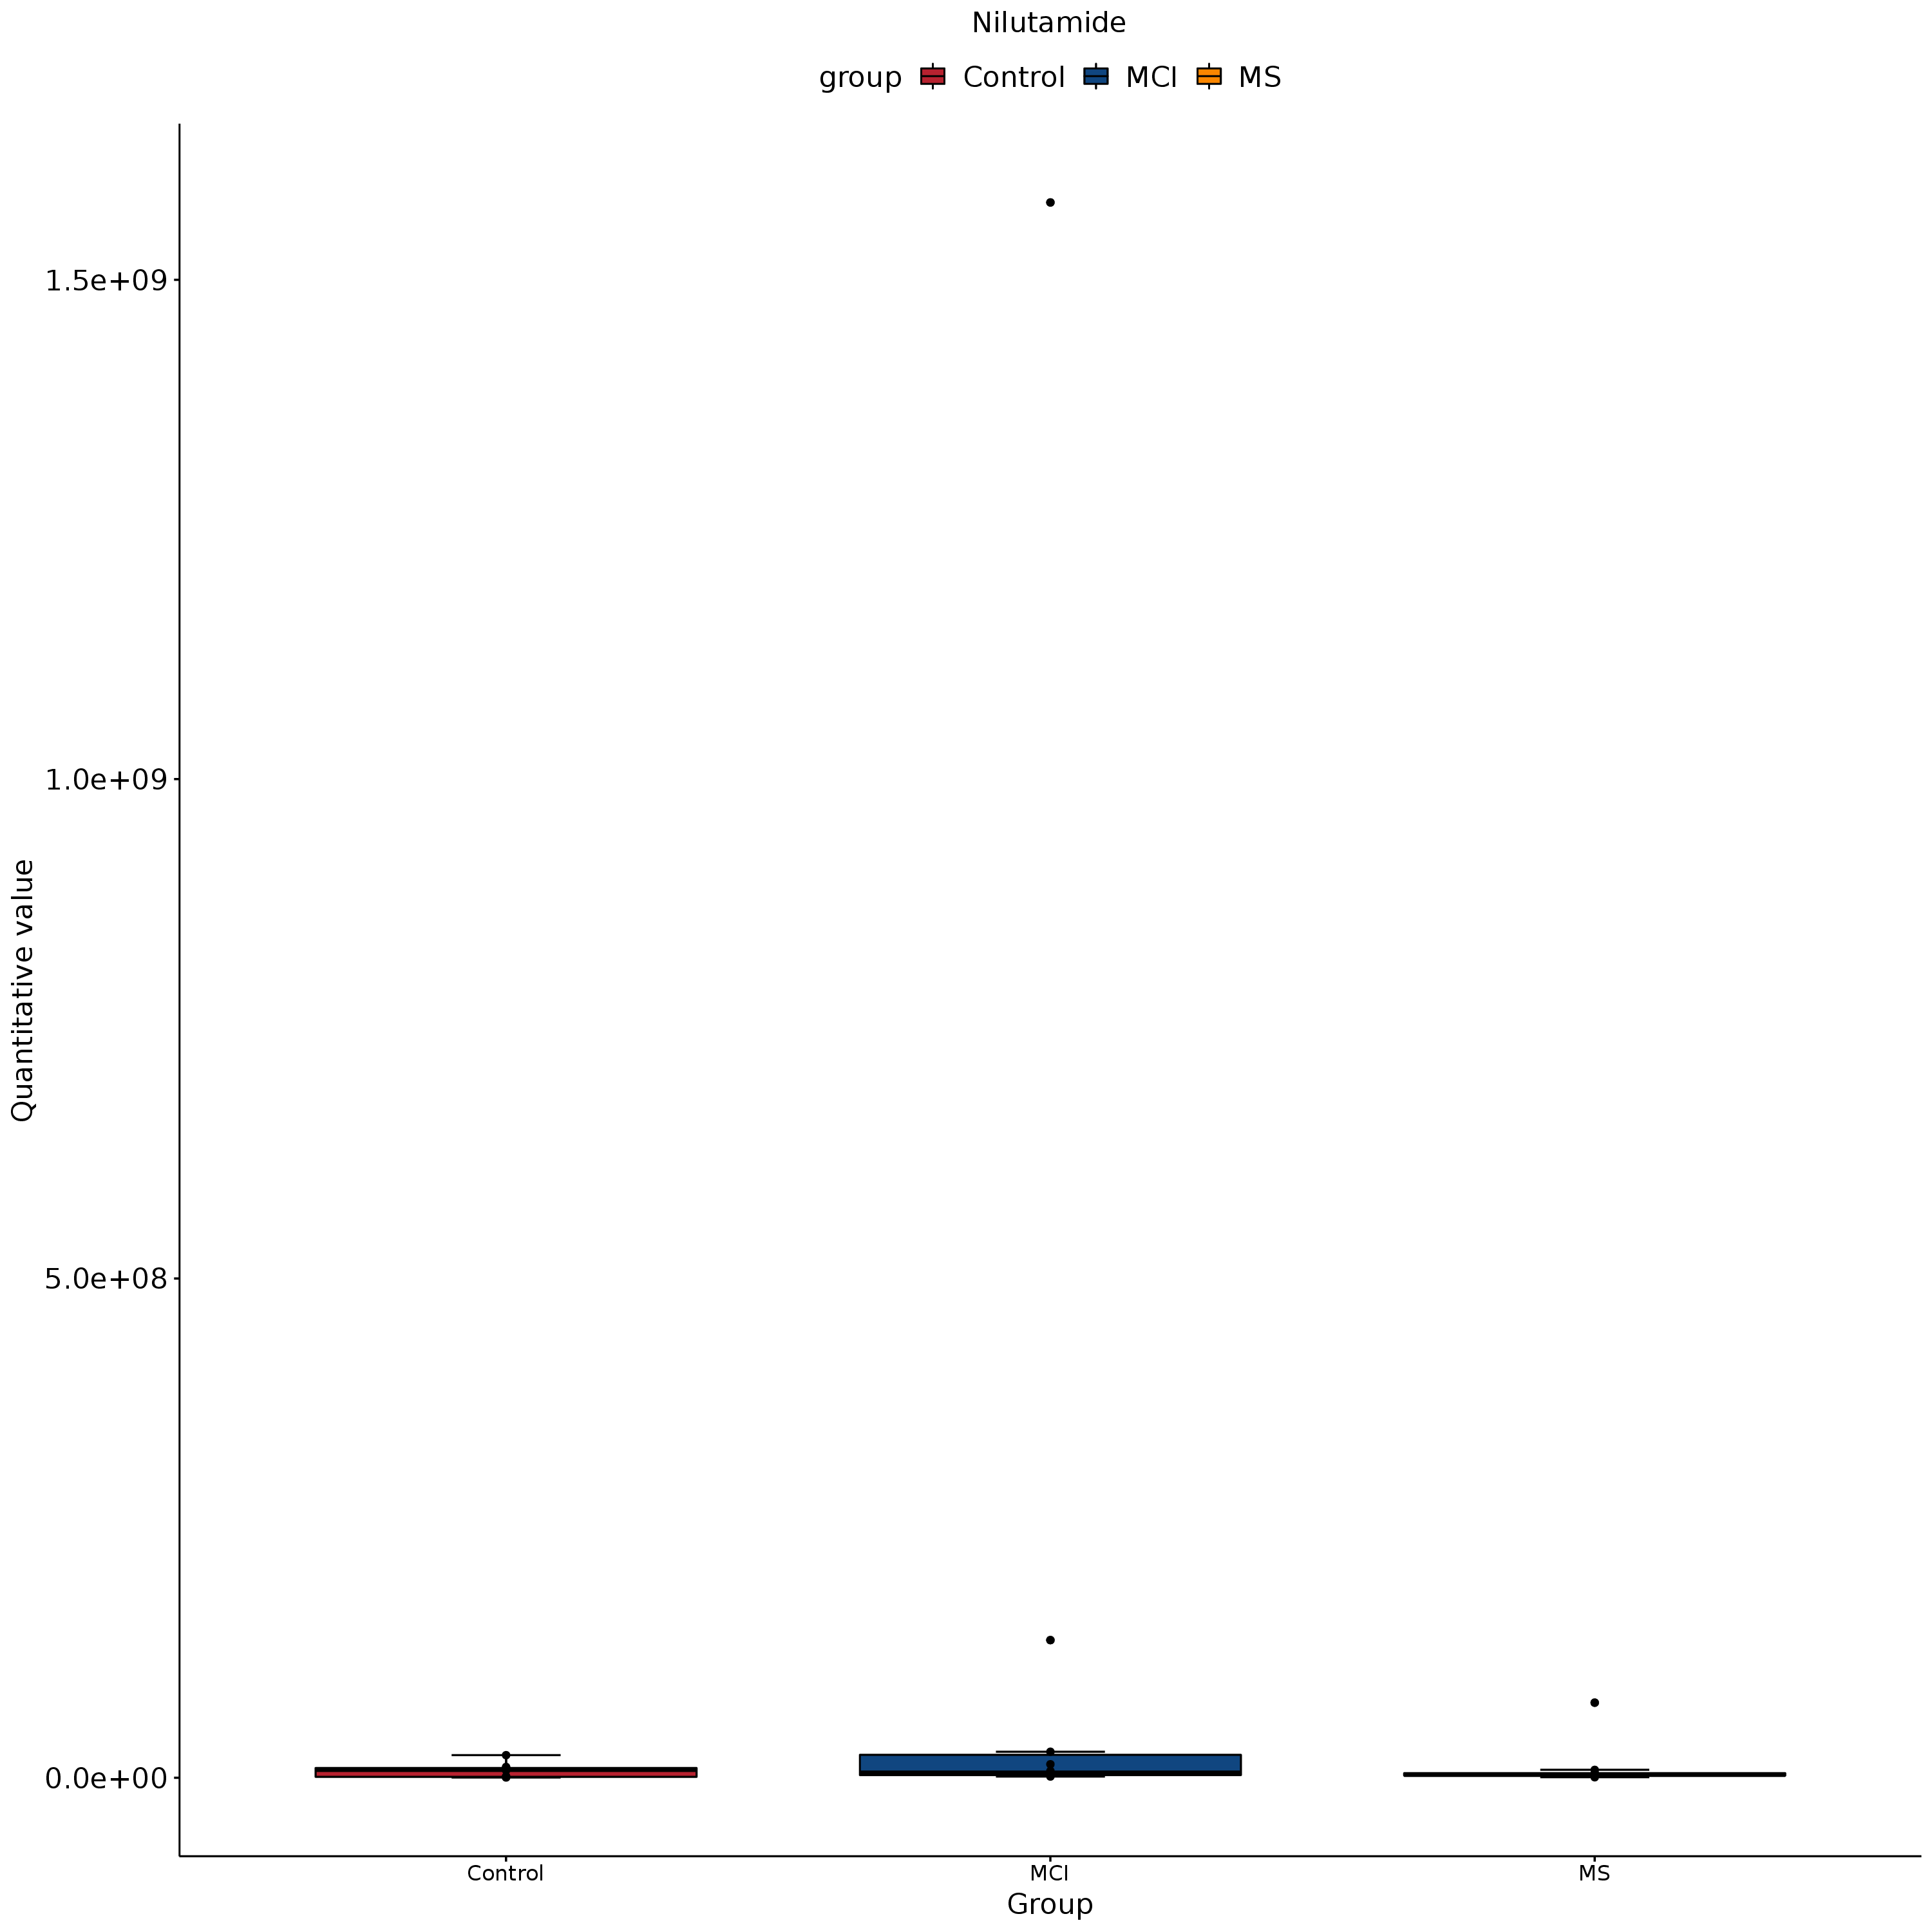 Nilutamide
group Control MCI MS
Quantitative value
1.5e+09
1.0e+09
5.0e+08
0.0e+00
Control MCI MS
Group